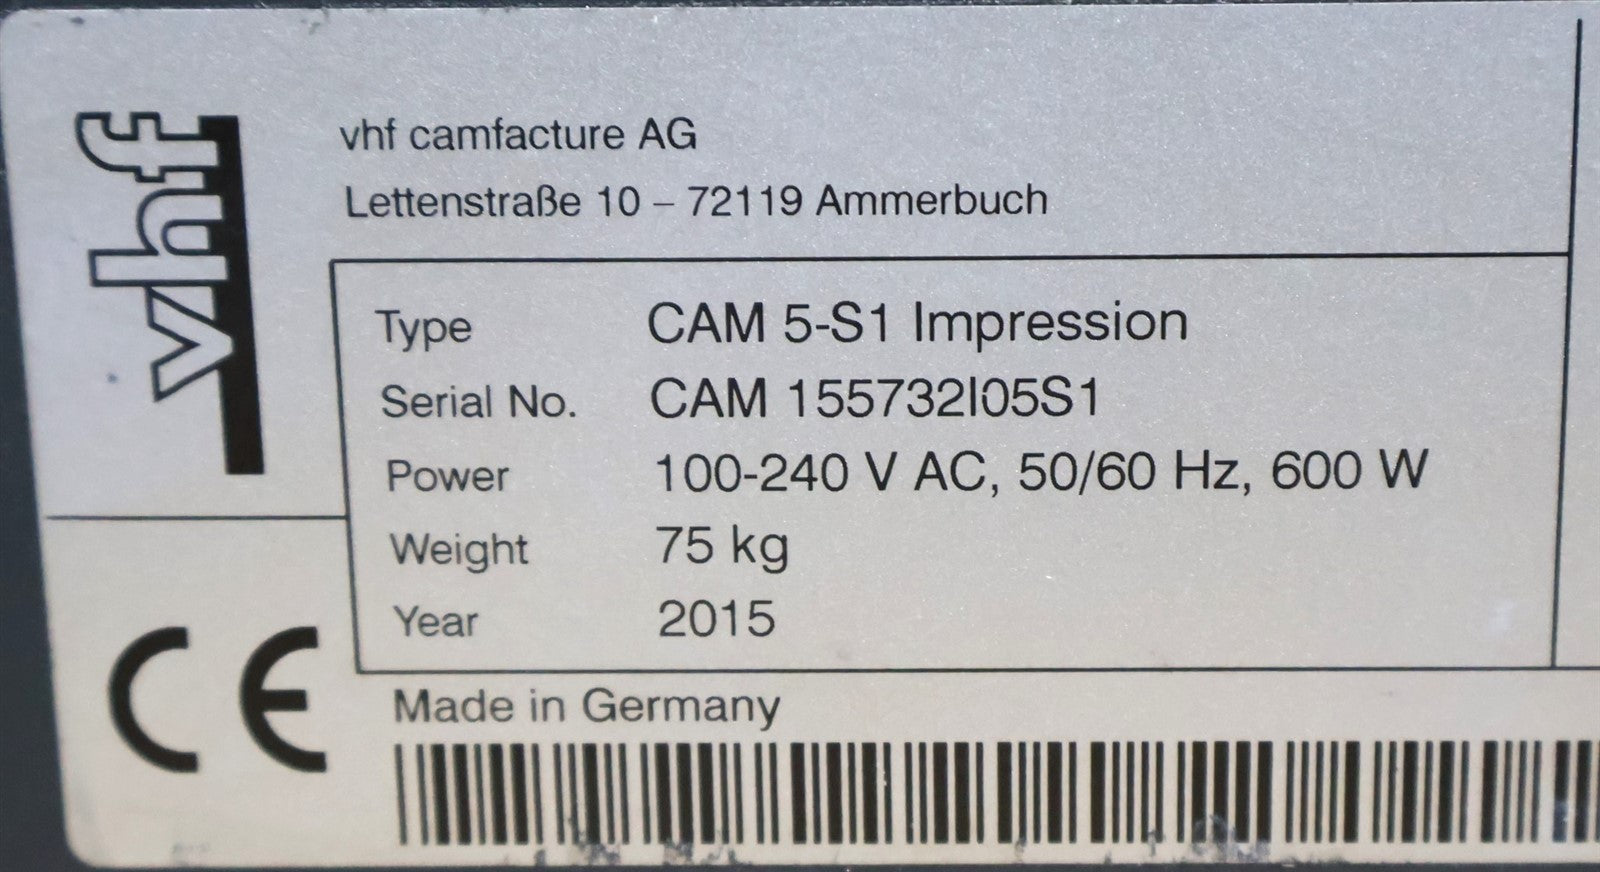 vhf
vhf camfacture AG
Lettenstraße 10 – 72119 Ammerbuch
Type CAM 5-S1 Impression
Serial No. CAM 155732I05S1
Power 100-240 V AC, 50/60 Hz, 600 W
Weight 75 kg
Year 2015
CE
Made in Germany